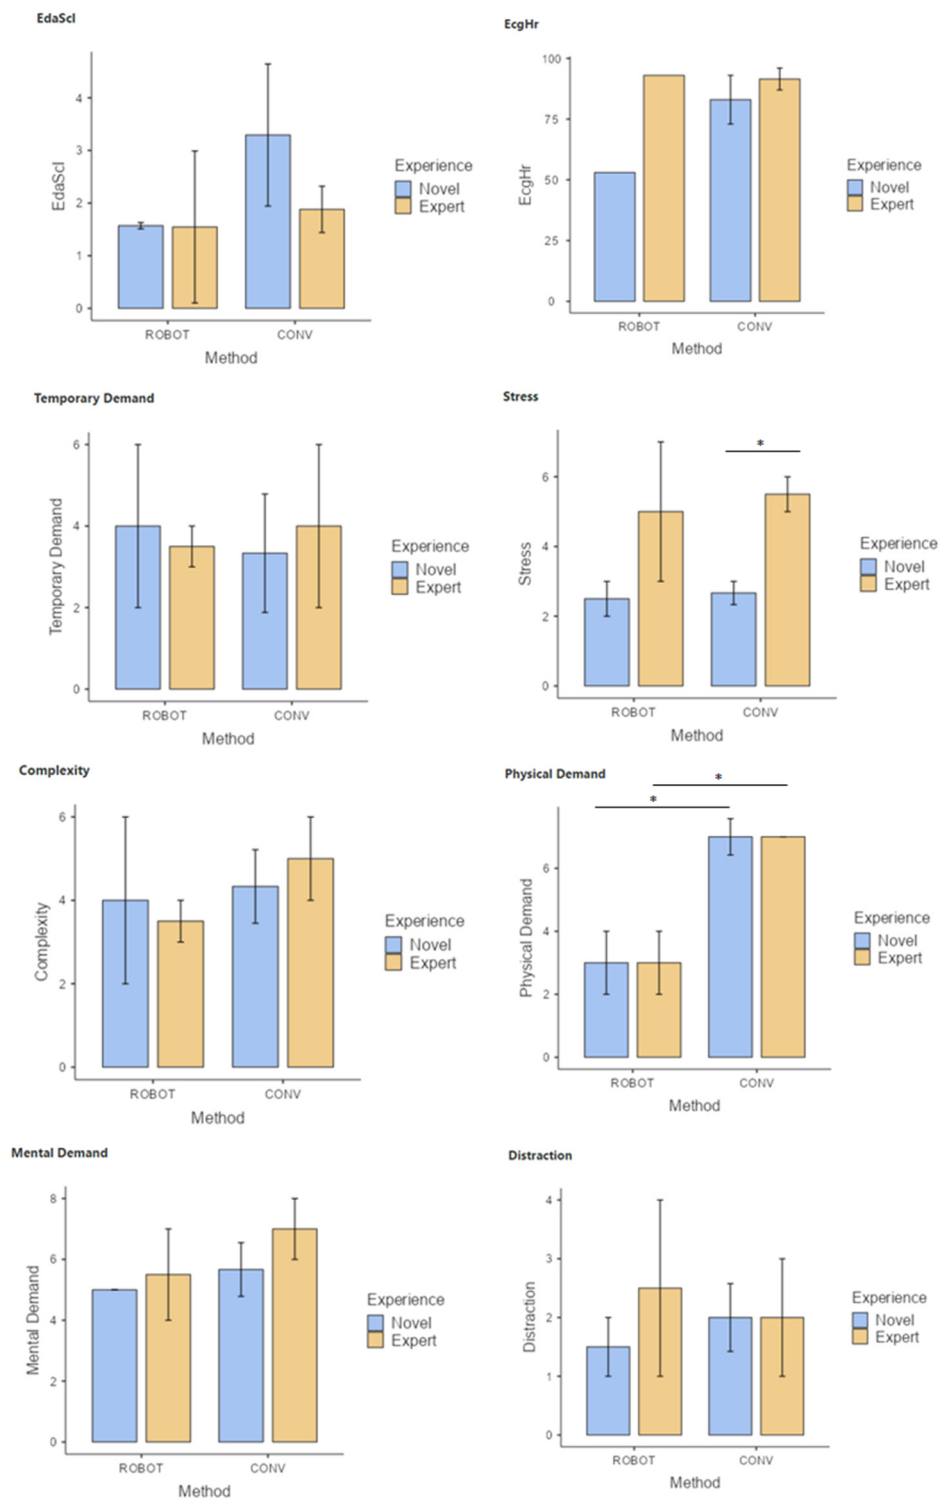 EdaScl
EdaScl
4
3
2
1
0
ROBOT CONV
Method
Experience
Novel
Expert
EcgHr
EcgHr
100
75
50
25
0
ROBOT CONV
Method
Experience
Novel
Expert
Temporary Demand
Temporary Demand
6
4
2
0
ROBOT CONV
Method
Experience
Novel
Expert
Stress
Stress
6
4
2
0
*
ROBOT CONV
Method
Experience
Novel
Expert
Complexity
Complexity
6
4
2
0
ROBOT CONV
Method
Experience
Novel
Expert
Physical Demand
*
*
Physical Demand
6
4
2
0
ROBOT CONV
Method
Experience
Novel
Expert
Mental Demand
Mental Demand
8
6
4
2
0
ROBOT CONV
Method
Experience
Novel
Expert
Distraction
Distraction
4
3
2
1
0
ROBOT CONV
Method
Experience
Novel
Expert